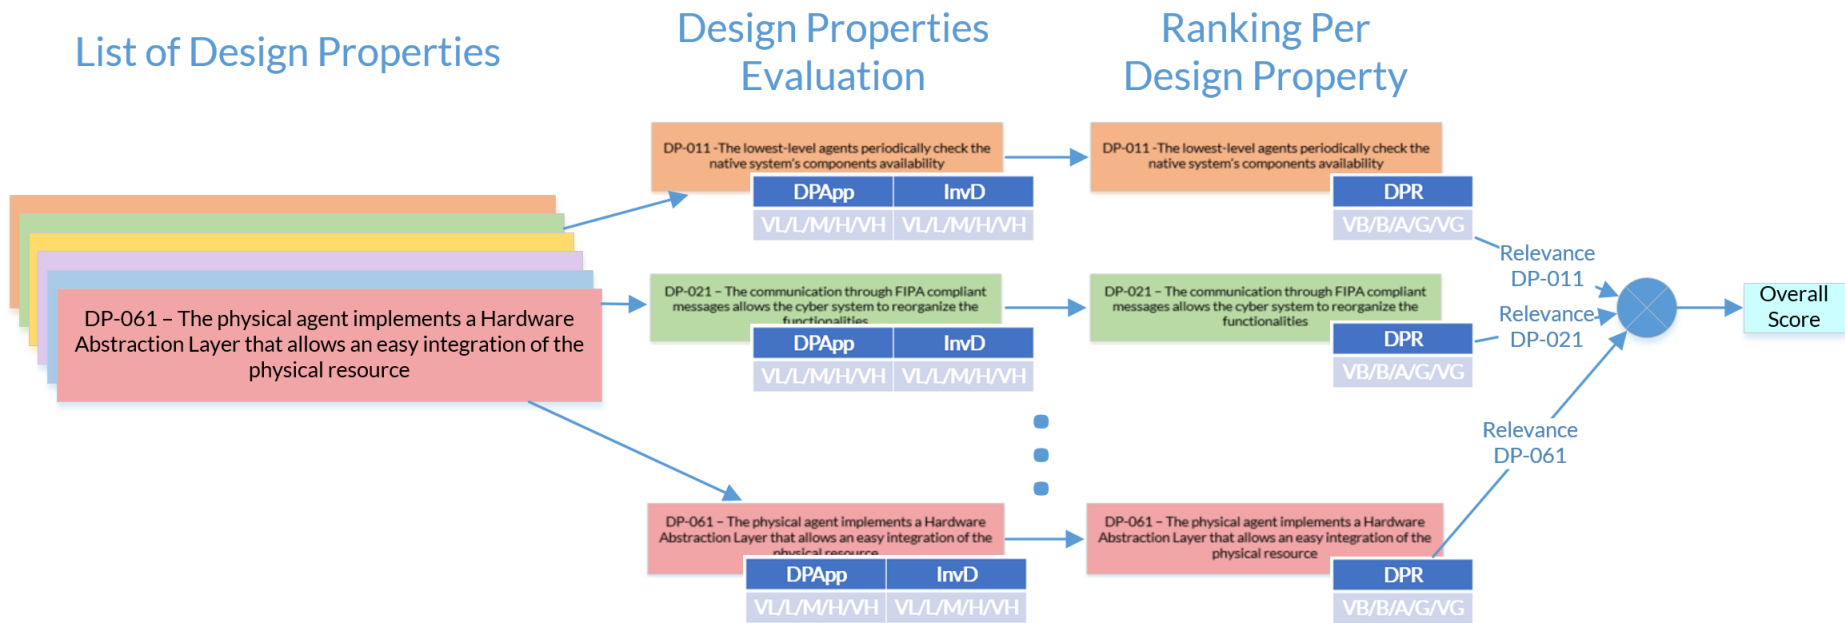 List of Design Properties
Design Properties
Evaluation
Ranking Per
Design Property
DP-061 – The physical agent implements a Hardware
Abstraction Layer that allows an easy integration of the
physical resource
DP-011 -The lowest-level agents periodically check the
native system's components availability
DPApp InvD
VL/L/M/H/VH VL/L/M/H/VH
DP-011 -The lowest-level agents periodically check the
native system's components availability
DPR
VB/B/A/G/VG
Relevance
DP-011
DP-021 – The communication through FIPA compliant
messages allows the cyber system to reorganize the
functionalities
DPApp InvD
VL/L/M/H/VH VL/L/M/H/VH
DP-021 – The communication through FIPA compliant
messages allows the cyber system to reorganize the
functionalities
DPR
VB/B/A/G/VG
Relevance
DP-021
Overall
Score
DP-061 – The physical agent implements a Hardware
Abstraction Layer that allows an easy integration of the
physical resource
DPApp InvD
VL/L/M/H/VH VL/L/M/H/VH
DP-061 – The physical agent implements a Hardware
Abstraction Layer that allows an easy integration of the
physical resource
DPR
VB/B/A/G/VG
Relevance
DP-061